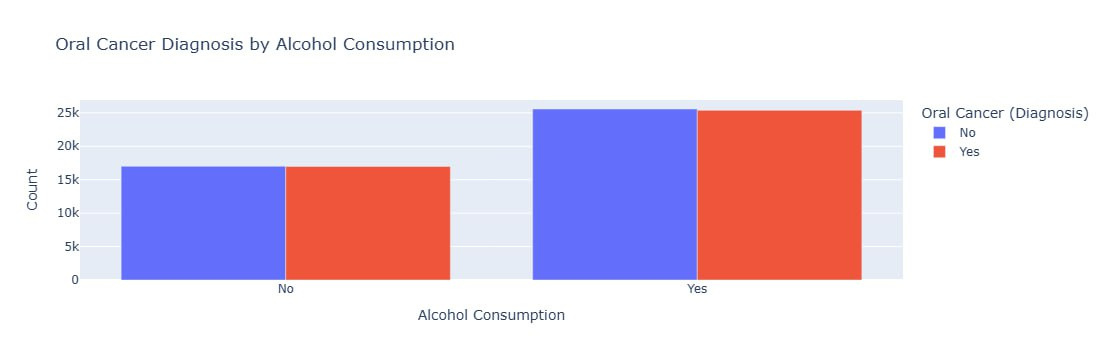 Oral Cancer Diagnosis by Alcohol Consumption
Oral Cancer (Diagnosis)
No
Yes
Count
25k
20k
15k
10k
5k
0
No
Yes
Alcohol Consumption